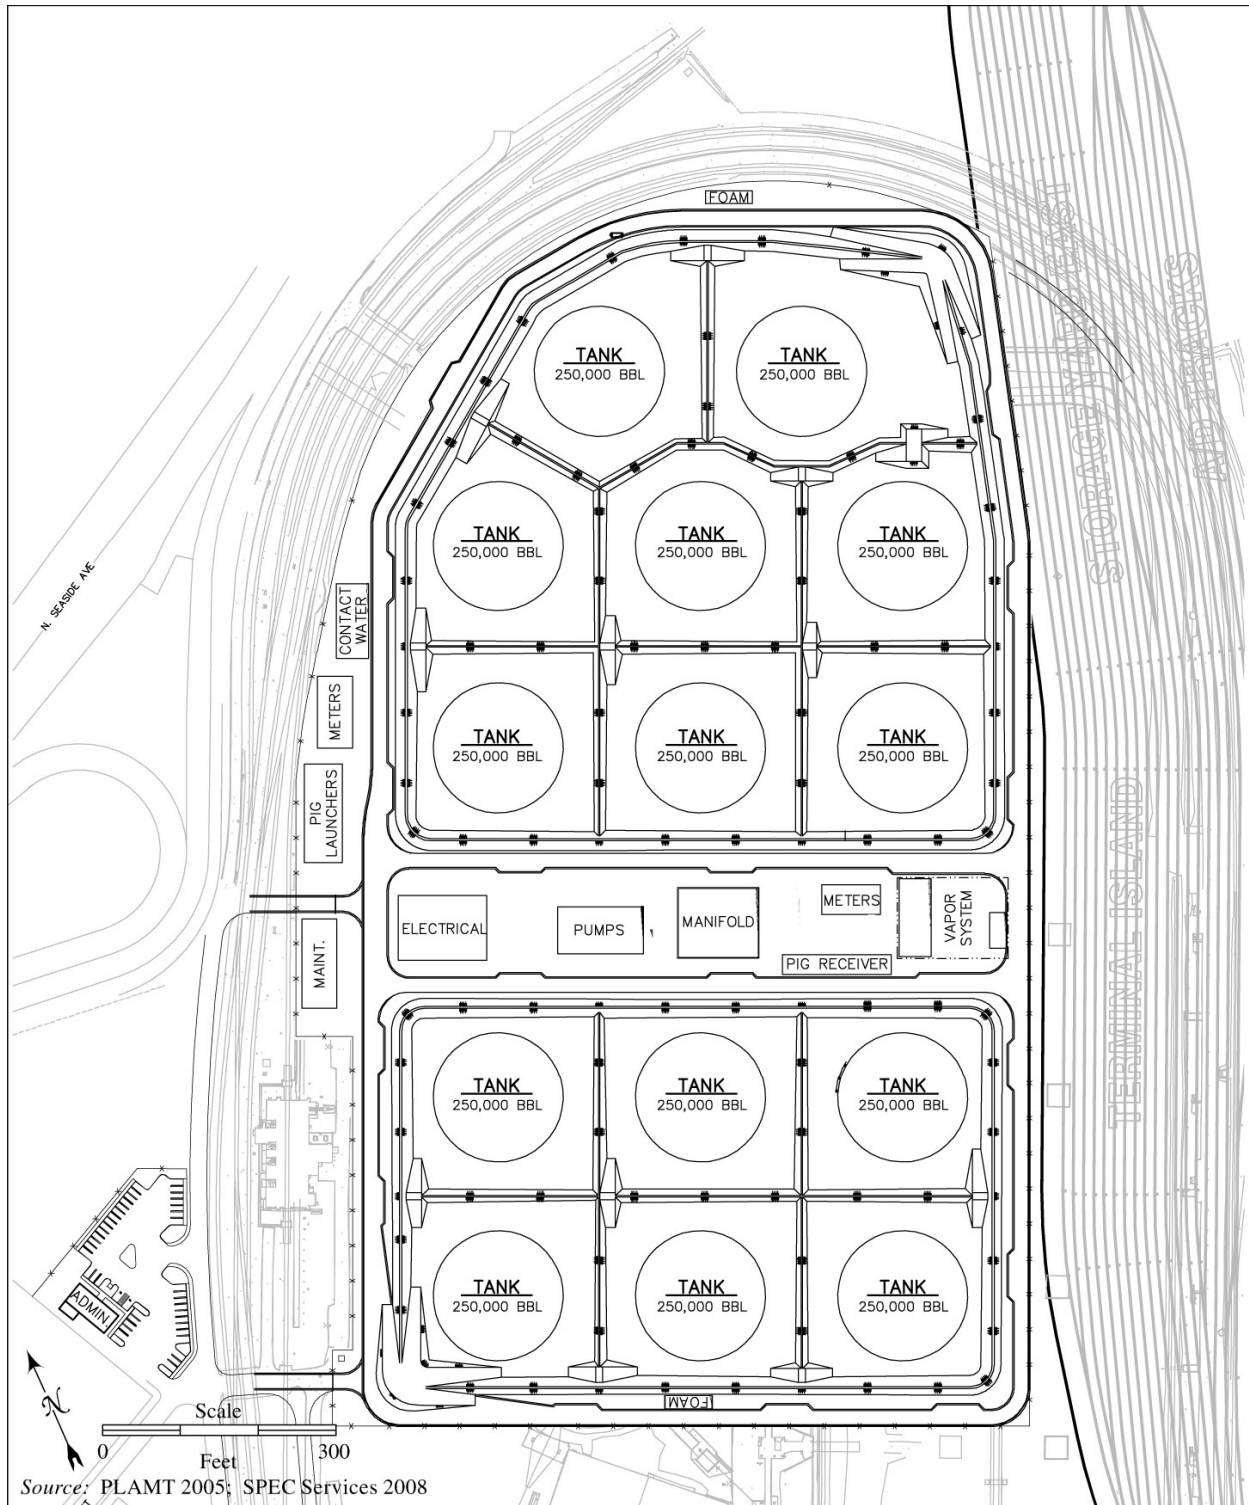 FOAM
TANK
250,000 BBL
TANK
250,000 BBL
TANK
250,000 BBL
TANK
250,000 BBL
TANK
250,000 BBL
N. SEASIDE AVE
CONTACT
WATER
METERS
TANK
250,000 BBL
TANK
250,000 BBL
TANK
250,000 BBL
PIG
LAUNCHERS
STORAGE YARD LEAST
AND TRACKS
TERMINAL ISLAND
MAINT.
ELECTRICAL
PUMPS
MANIFOLD
METERS
VAPOR
SYSTEM
PIG RECEIVER
TANK
250,000 BBL
TANK
250,000 BBL
TANK
250,000 BBL
TANK
250,000 BBL
TANK
250,000 BBL
TANK
250,000 BBL
ADMIN.
FOAM
N
Scale
0 300
Feet
Source: PLAMT 2005; SPEC Services 2008